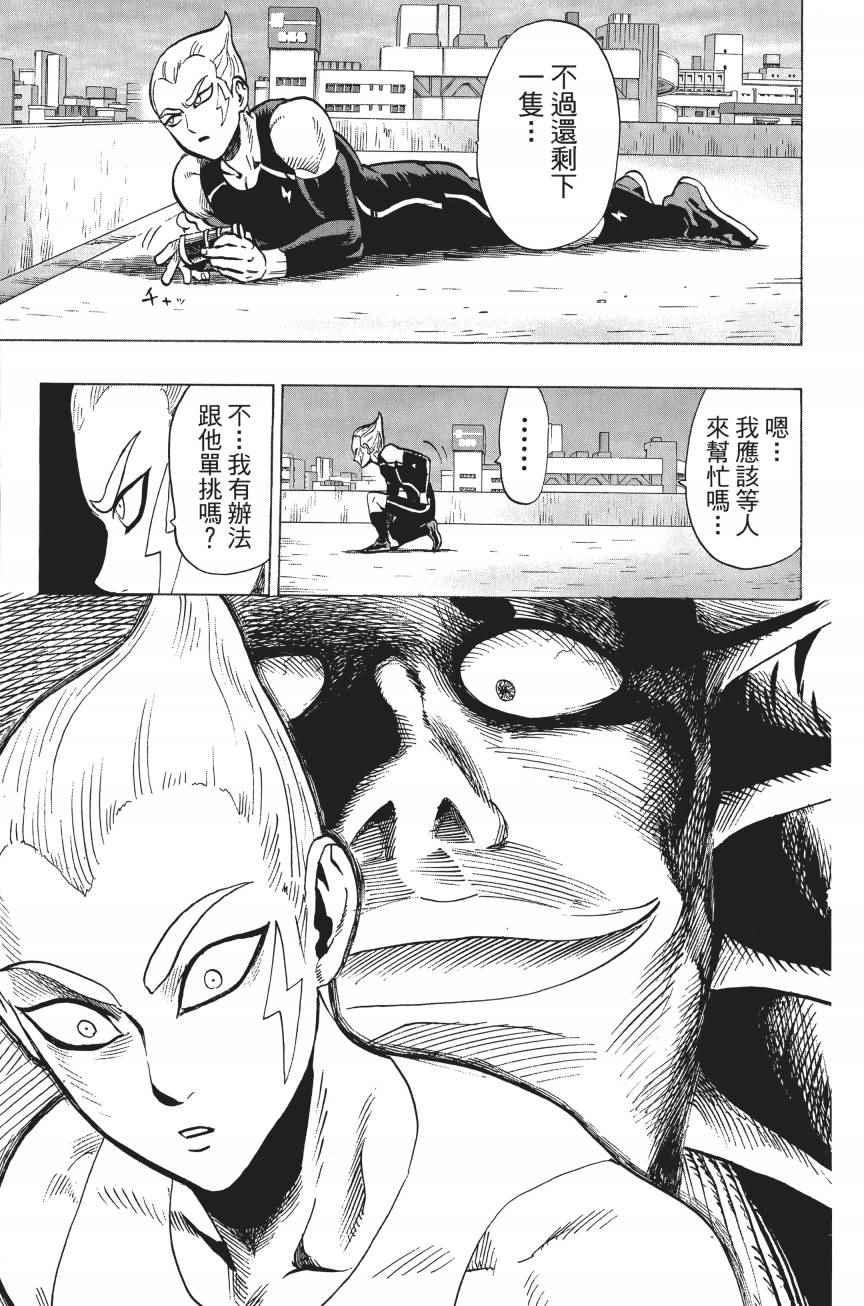 不過還剩下
一隻…
チャッ
嗯…
我應該等人
來幫忙嗎…
……
不…我有辦法
跟他單挑嗎？